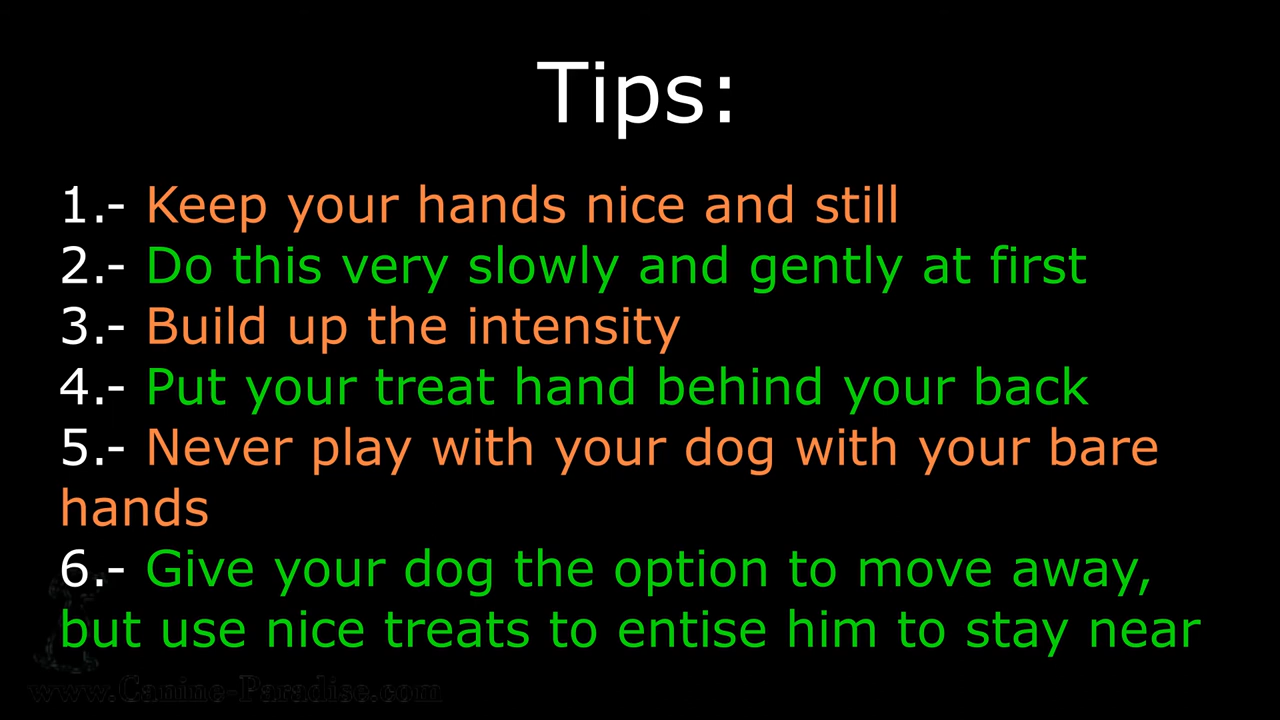 Tips:
1.- Keep your hands nice and still
2.- Do this very slowly and gently at first
3.- Build up the intensity
4.- Put your treat hand behind your back
5.- Never play with your dog with your bare
hands
6.- Give your dog the option to move away,
but use nice treats to entise him to stay near
www.Canine-Paradise.com